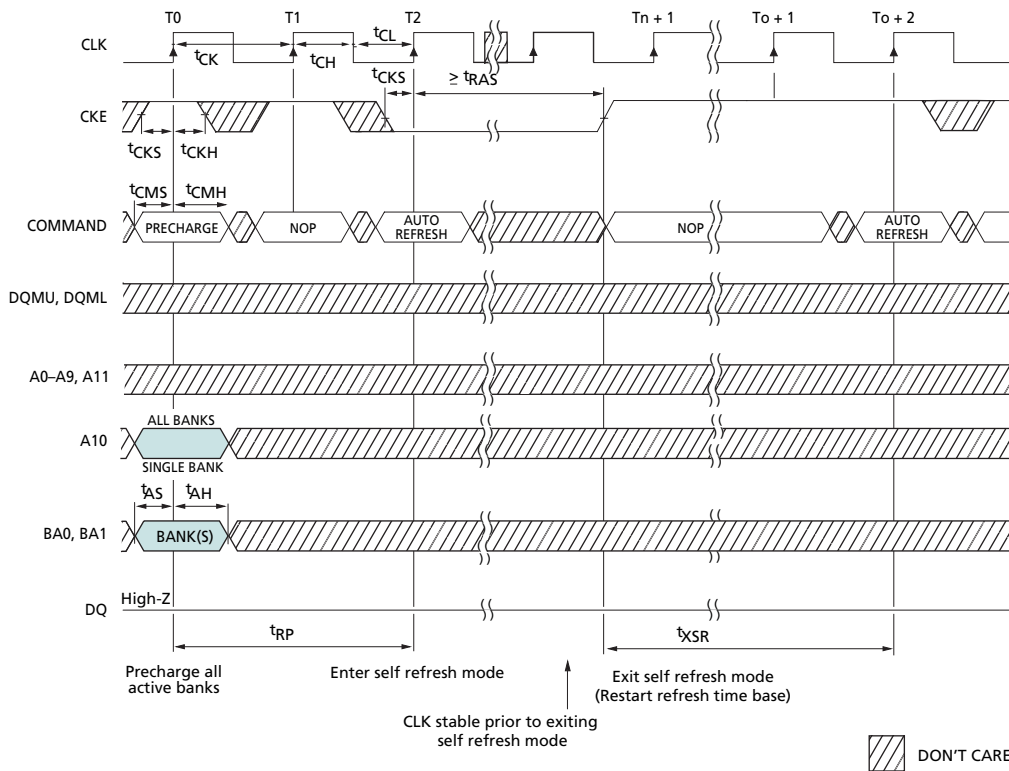 T0 T1 T2 Tn + 1 To + 1 To + 2
CLK
tCK tCH tCL
tCKS ≥ tRAS
CKE
tCKS tCKH
tCMS tCMH
COMMAND PRECHARGE NOP AUTO REFRESH NOP AUTO REFRESH
DQMU, DQML
A0–A9, A11
ALL BANKS
A10
SINGLE BANK
tAS tAH
BA0, BA1 BANK(S)
High-Z
DQ
tRP tXSR
Precharge all
active banks
Enter self refresh mode
Exit self refresh mode
(Restart refresh time base)
CLK stable prior to exiting
self refresh mode
DON'T CARE